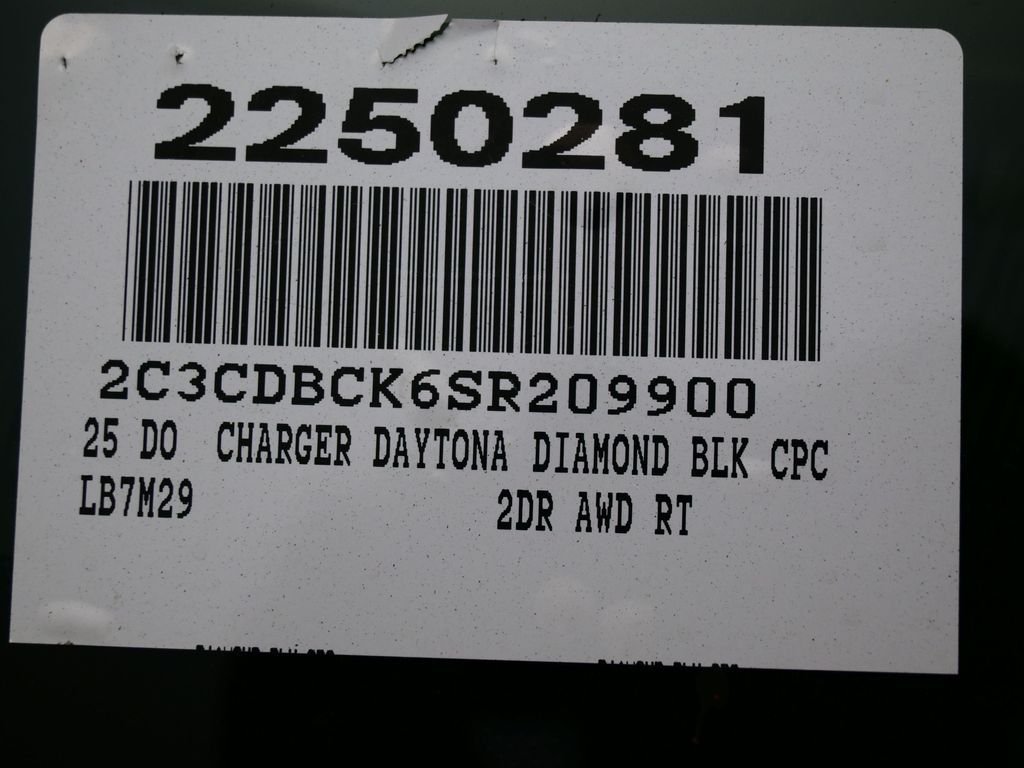 2250281
2C3CDBCK6SR209900
25 DO CHARGER DAYTONA DIAMOND BLK CPC
LB7M29 2DR AWD RT